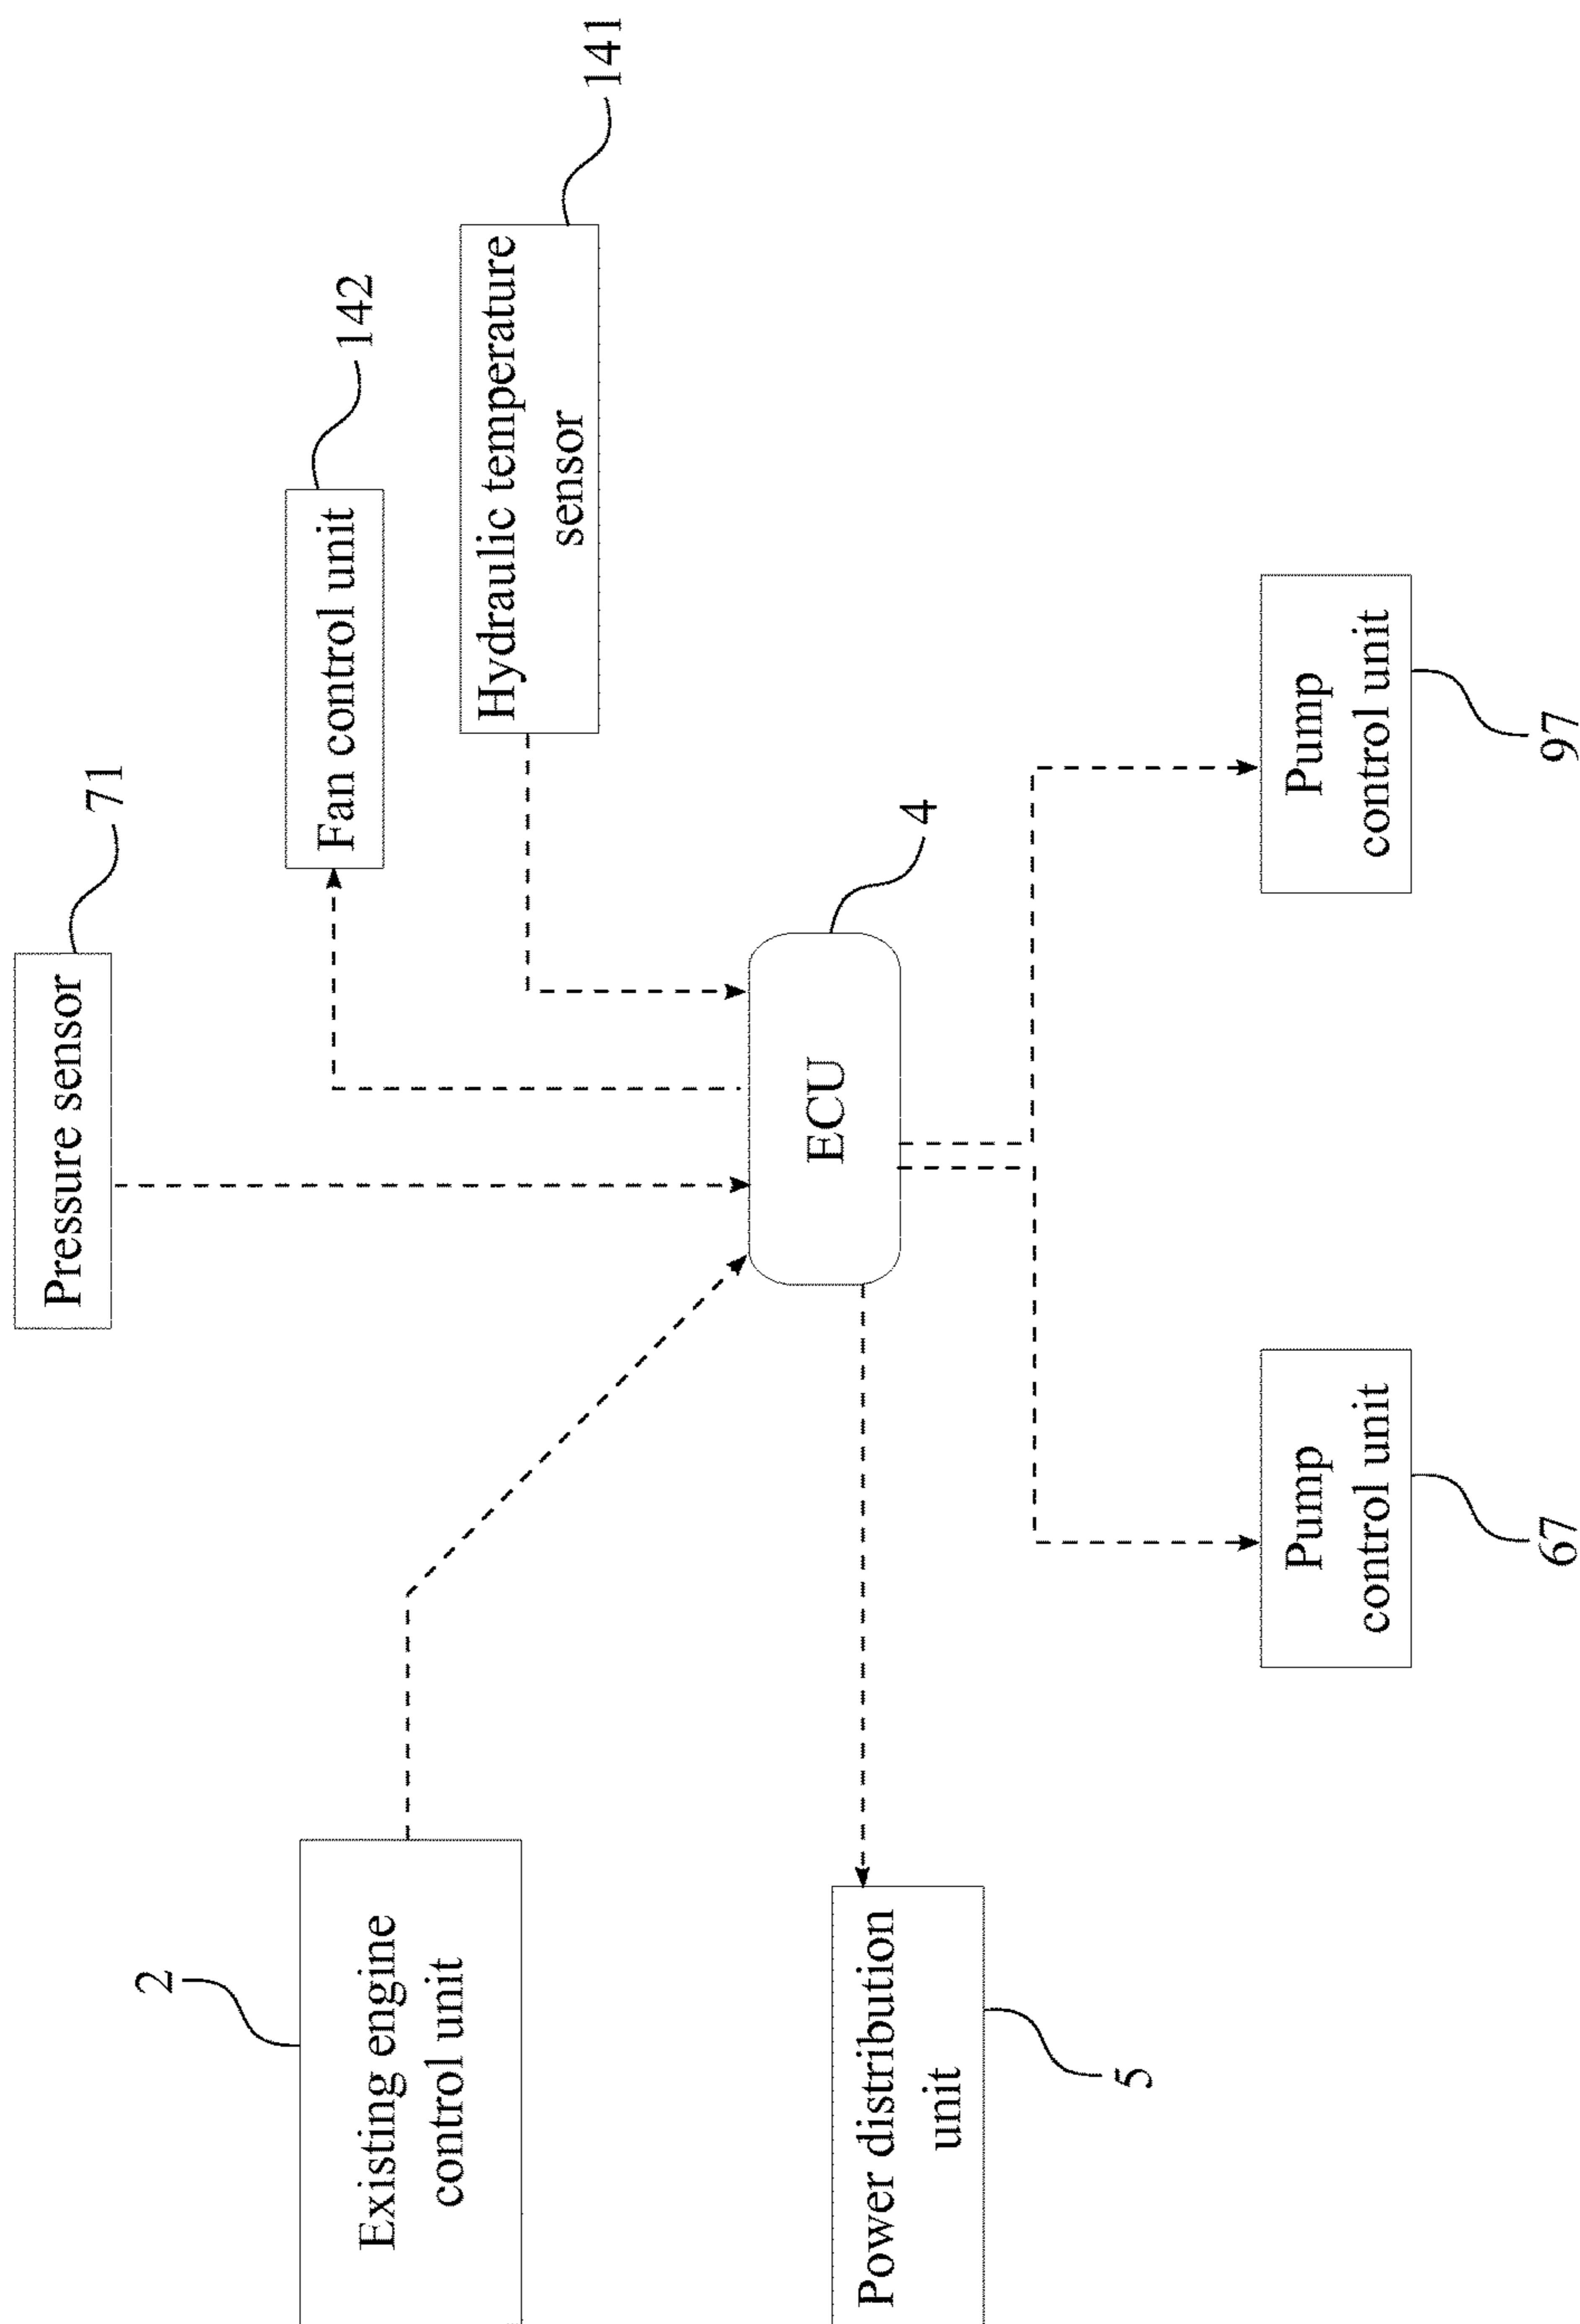 Pressure sensor
71
Fan control unit
142
Hydraulic temperature
sensor
141
2
Existing engine
control unit
ECU
4
Power distribution
unit
5
Pump
control unit
67
Pump
control unit
97